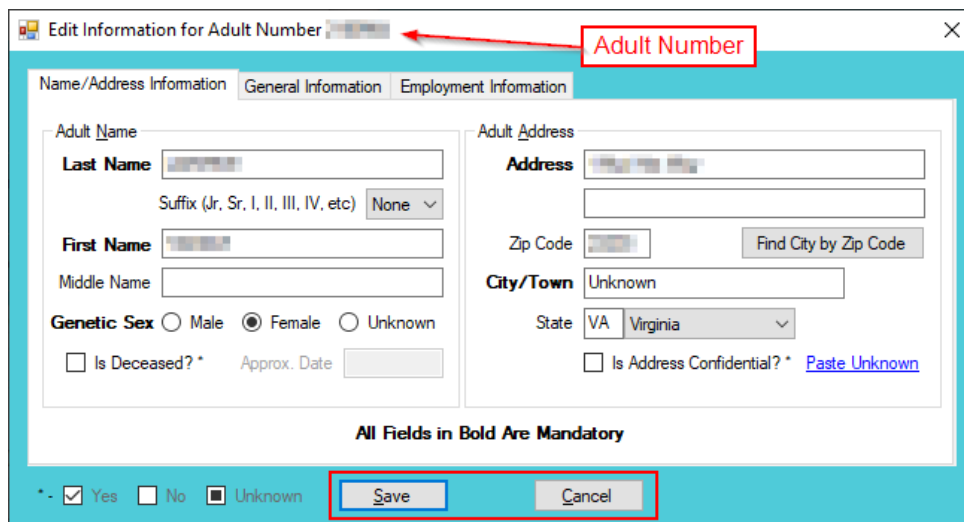 Edit Information for Adult Number
Adult Number
Name/Address Information General Information Employment Information
Adult Name
Last Name
Suffix (Jr, Sr, I, II, III, IV, etc) None
First Name
Middle Name
Genetic Sex Male Female Unknown
Is Deceased? * Approx. Date
Adult Address
Address
Zip Code Find City by Zip Code
City/Town Unknown
State VA Virginia
Is Address Confidential? * Paste Unknown
All Fields in Bold Are Mandatory
* - Yes No Unknown Save Cancel